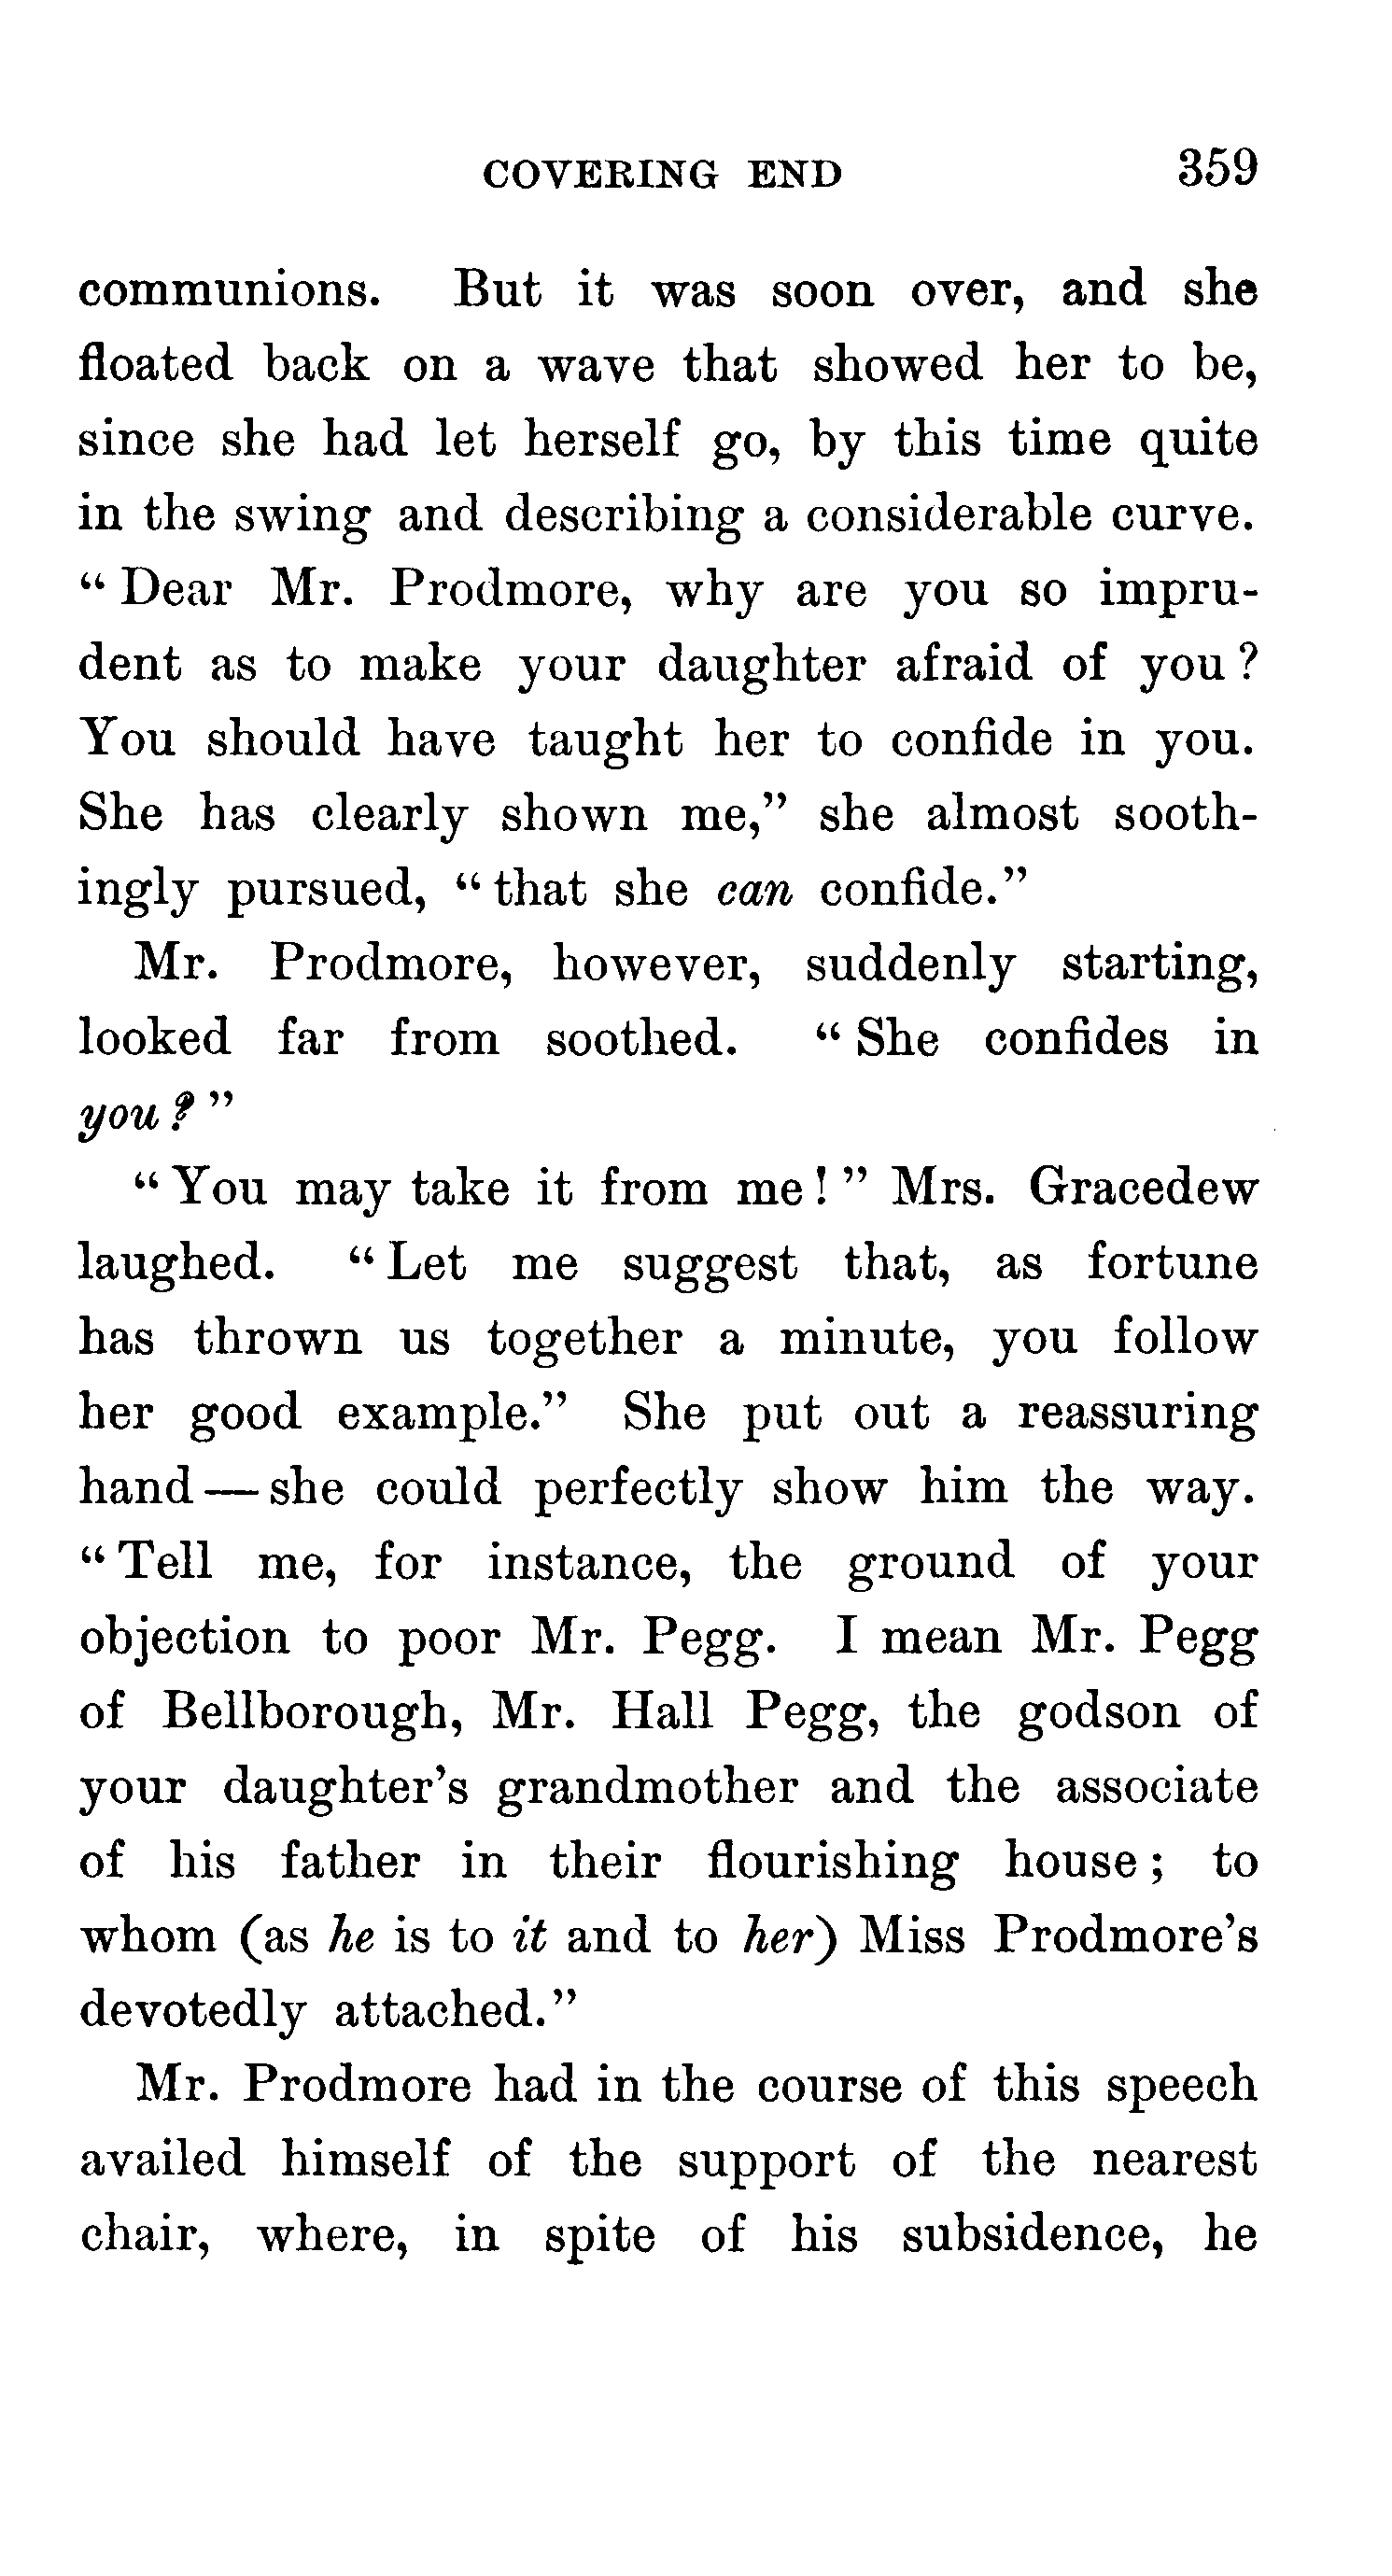 COVERING END 359
communions. But it was soon over, and she
floated back on a wave that showed her to be,
since she had let herself go, by this time quite
in the swing and describing a considerable curve.
“ Dear Mr. Prodmore, why are you so impru-
dent as to make your daughter afraid of you ?
You should have taught her to confide in you.
She has clearly shown me,” she almost sooth-
ingly pursued, “ that she can confide.”
Mr. Prodmore, however, suddenly starting,
looked far from soothed. “ She confides in
you ? ”
“ You may take it from me ! ” Mrs. Gracedew
laughed. “ Let me suggest that, as fortune
has thrown us together a minute, you follow
her good example.” She put out a reassuring
hand — she could perfectly show him the way.
“ Tell me, for instance, the ground of your
objection to poor Mr. Pegg. I mean Mr. Pegg
of Bellborough, Mr. Hall Pegg, the godson of
your daughter’s grandmother and the associate
of his father in their flourishing house ; to
whom (as he is to it and to her) Miss Prodmore’s
devotedly attached.”
Mr. Prodmore had in the course of this speech
availed himself of the support of the nearest
chair, where, in spite of his subsidence, he